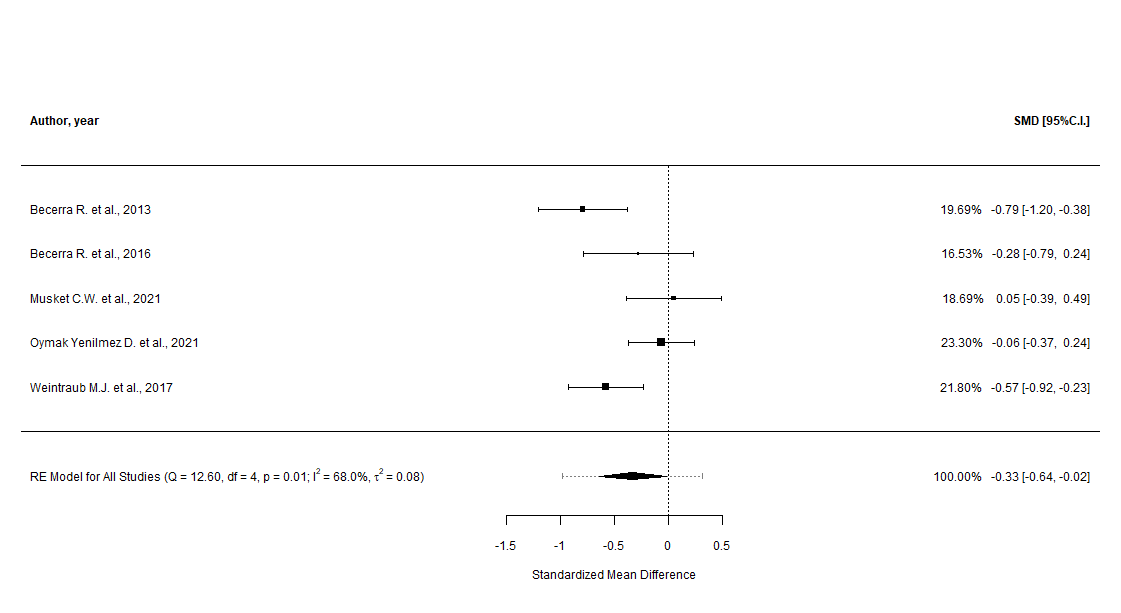 Author, year SMD [95%C.I.]
Becerra R. et al., 2013 19.69% -0.79 [-1.20, -0.38]
Becerra R. et al., 2016 16.53% -0.28 [-0.79, 0.24]
Musket C.W. et al., 2021 18.69% 0.05 [-0.39, 0.49]
Oymak Yenilmez D. et al., 2021 23.30% -0.06 [-0.37, 0.24]
Weintraub M.J. et al., 2017 21.80% -0.57 [-0.92, -0.23]
RE Model for All Studies (Q = 12.60, df = 4, p = 0.01; I² = 68.0%, τ² = 0.08) 100.00% -0.33 [-0.64, -0.02]
-1.5 -1 -0.5 0 0.5
Standardized Mean Difference